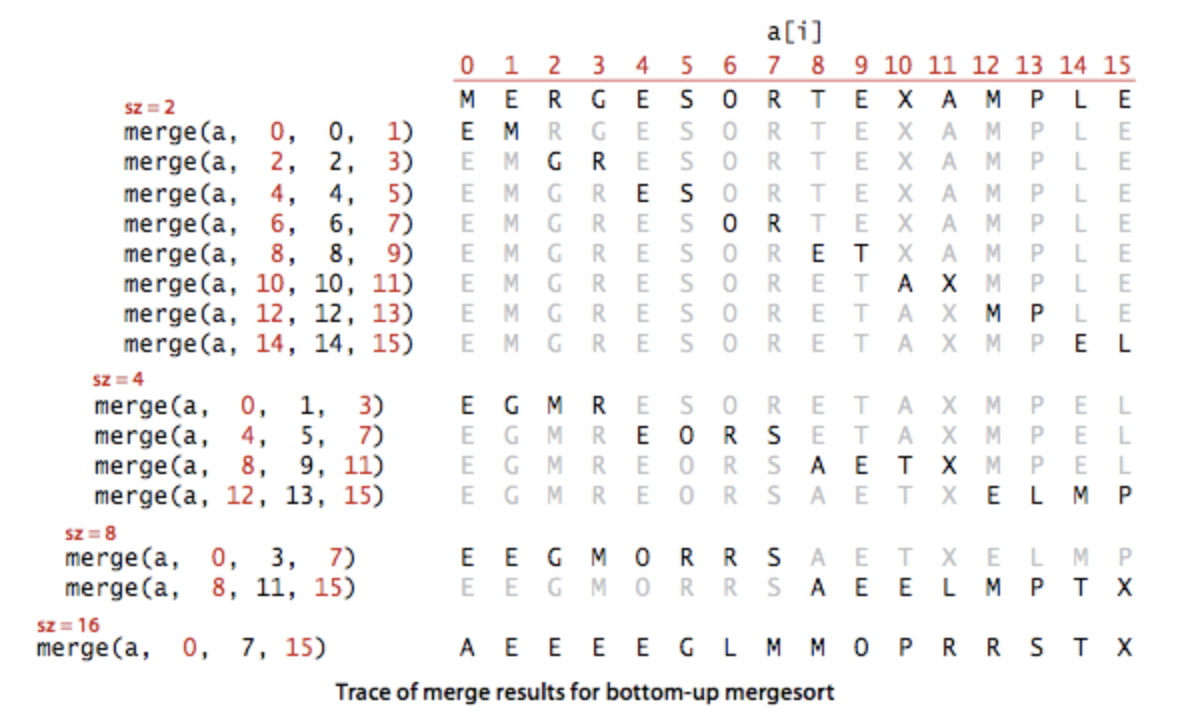 a[i]
0 1 2 3 4 5 6 7 8 9 10 11 12 13 14 15
M E R G E S O R T E X A M P L E
sz = 2
merge(a, 0, 0, 1) E M R G E S O R T E X A M P L E
merge(a, 2, 2, 3) E M G R E S O R T E X A M P L E
merge(a, 4, 4, 5) E M G R E S O R T E X A M P L E
merge(a, 6, 6, 7) E M G R E S O R T E X A M P L E
merge(a, 8, 8, 9) E M G R E S O R E T X A M P L E
merge(a, 10, 10, 11) E M G R E S O R E T A X M P L E
merge(a, 12, 12, 13) E M G R E S O R E T A X M P L E
merge(a, 14, 14, 15) E M G R E S O R E T A X M P E L
sz = 4
merge(a, 0, 1, 3) E G M R E S O R E T A X M P E L
merge(a, 4, 5, 7) E G M R E O R S E T A X M P E L
merge(a, 8, 9, 11) E G M R E O R S A E T X M P E L
merge(a, 12, 13, 15) E G M R E O R S A E T X E L M P
sz = 8
merge(a, 0, 3, 7) E E G M O R R S A E T X E L M P
merge(a, 8, 11, 15) E E G M O R R S A E E L M P T X
sz = 16
merge(a, 0, 7, 15) A E E E E G L M M O P R R S T X
Trace of merge results for bottom-up mergesort